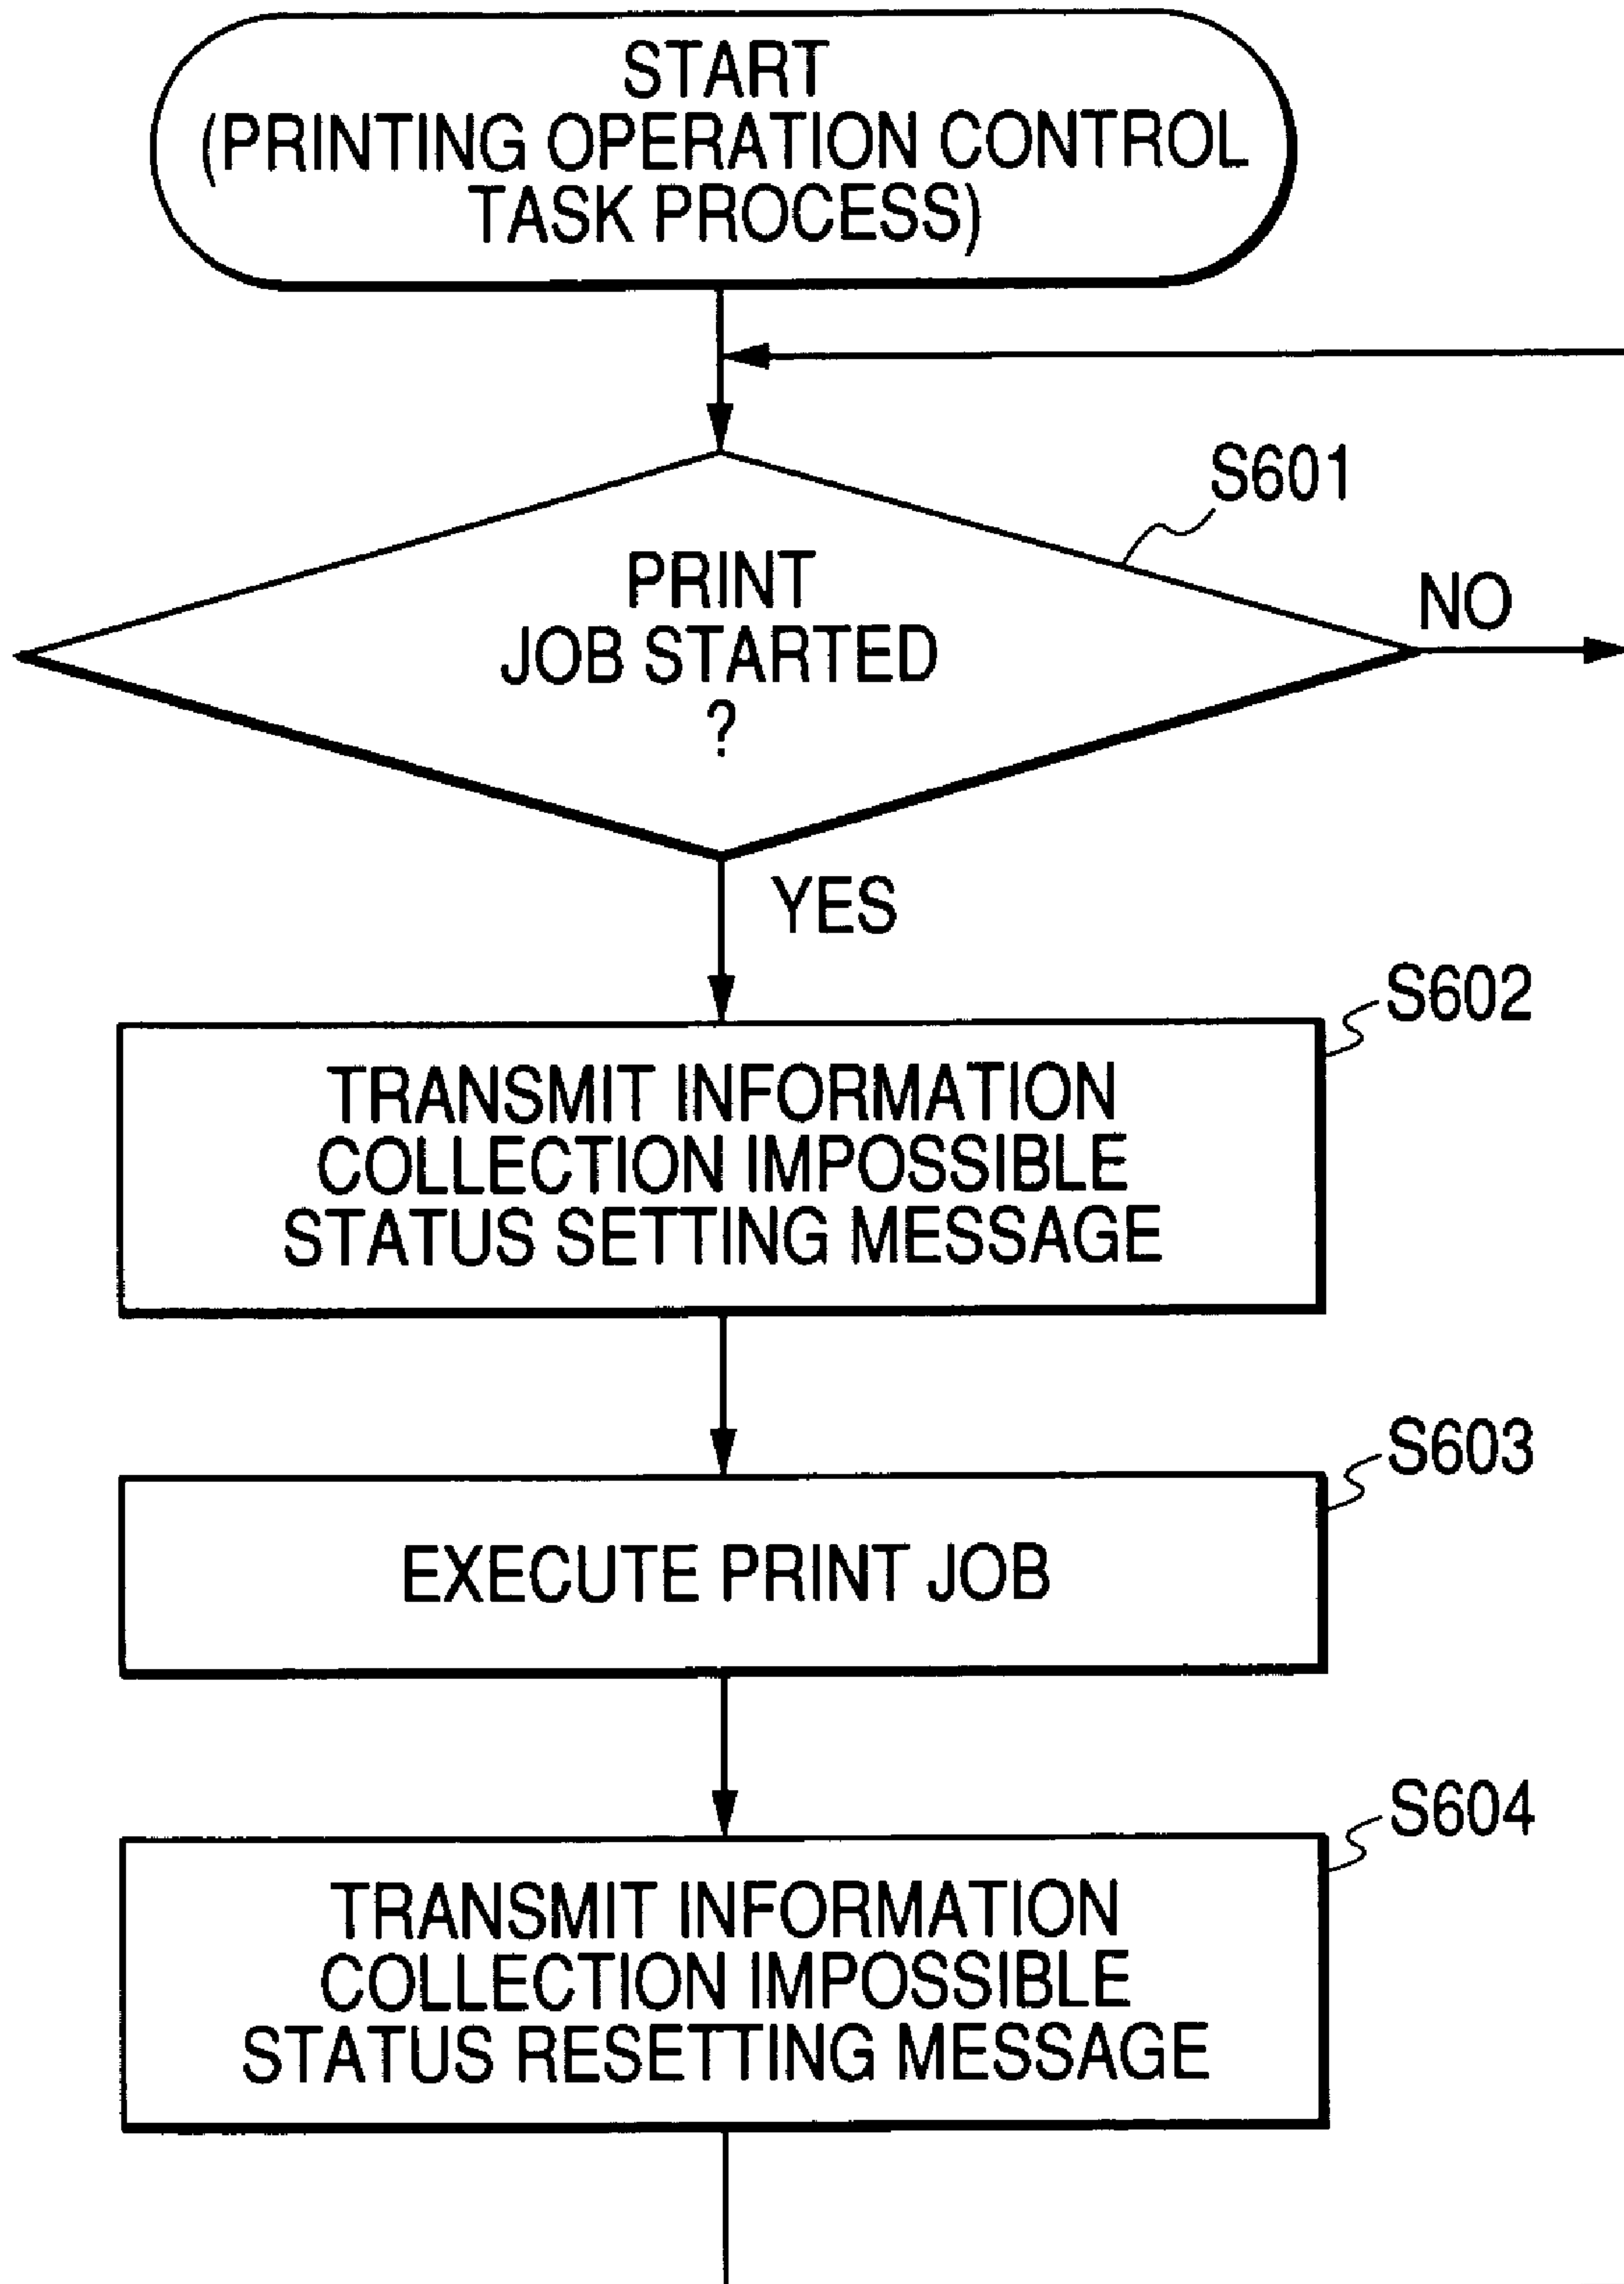 START
(PRINTING OPERATION CONTROL
TASK PROCESS)
S601
PRINT
JOB STARTED
?
NO
YES
S602
TRANSMIT INFORMATION
COLLECTION IMPOSSIBLE
STATUS SETTING MESSAGE
S603
EXECUTE PRINT JOB
S604
TRANSMIT INFORMATION
COLLECTION IMPOSSIBLE
STATUS RESETTING MESSAGE